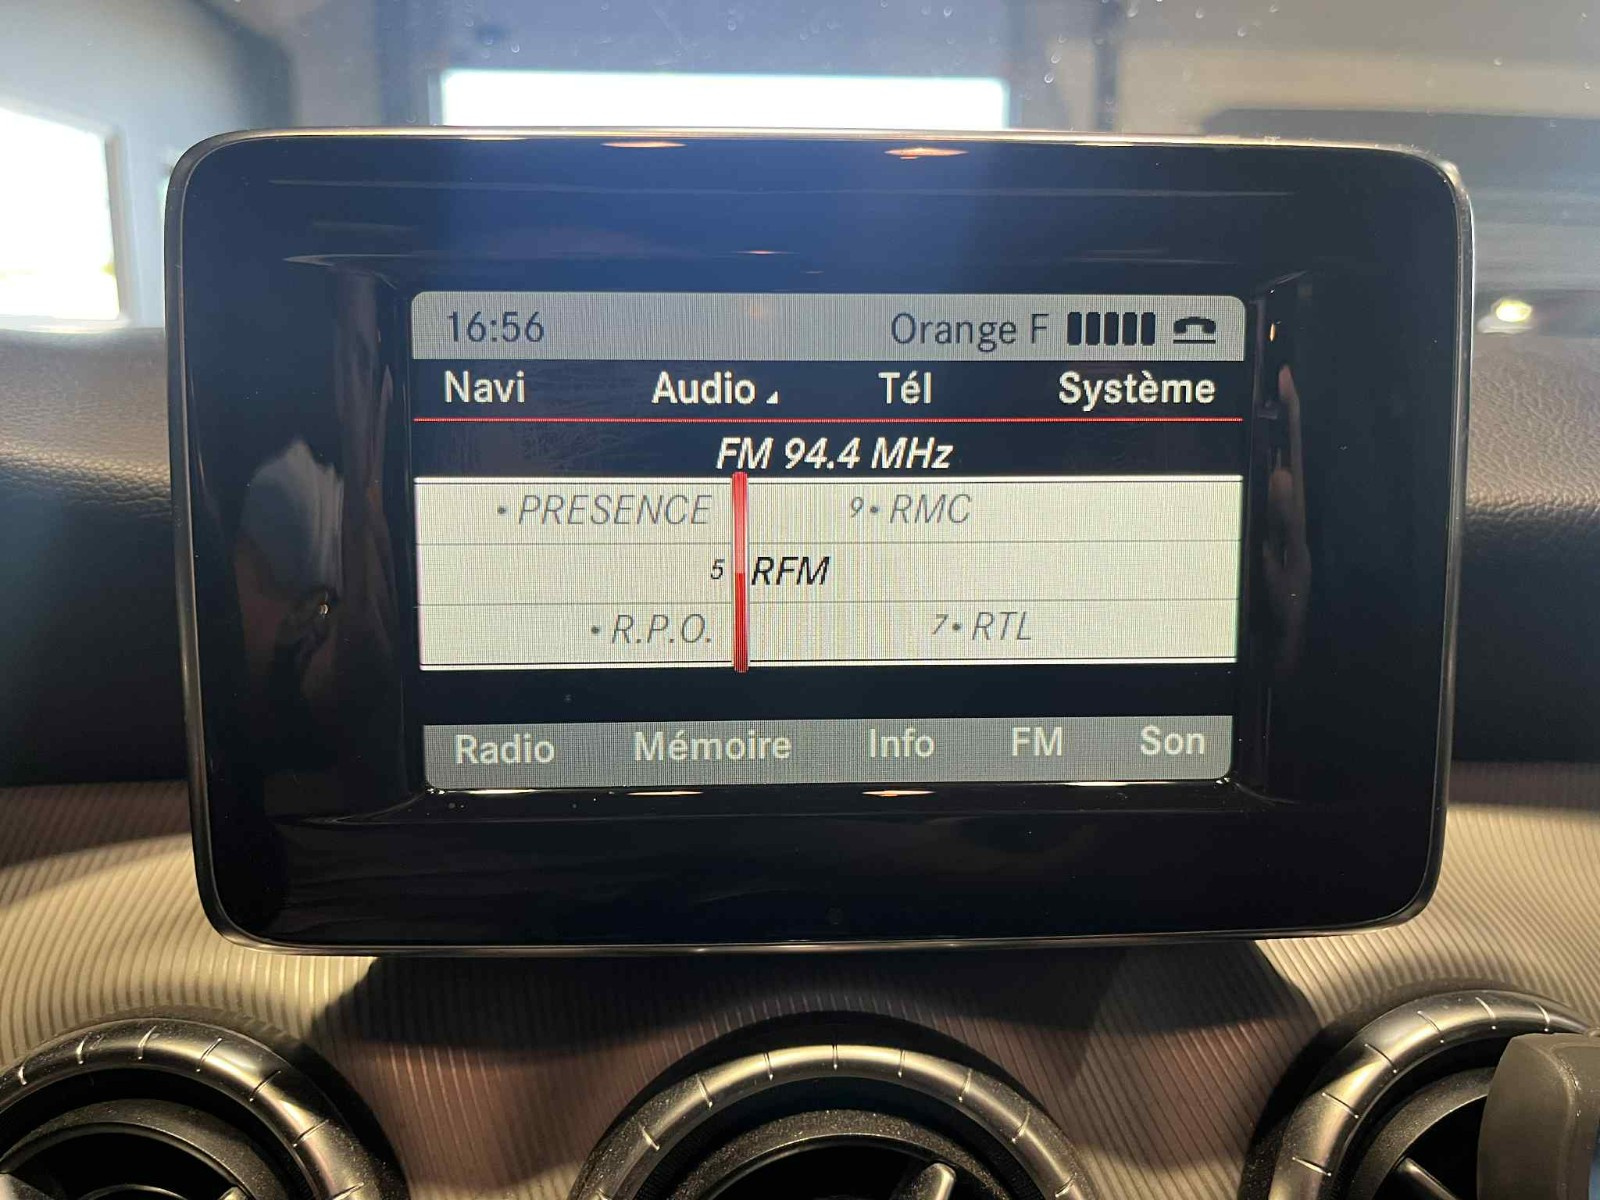 16:56 Orange F
Navi Audio Tél Système
FM 94.4 MHz
• PRESENCE 9• RMC
5 RFM
• R.P.O. 7• RTL
Radio Mémoire Info FM Son